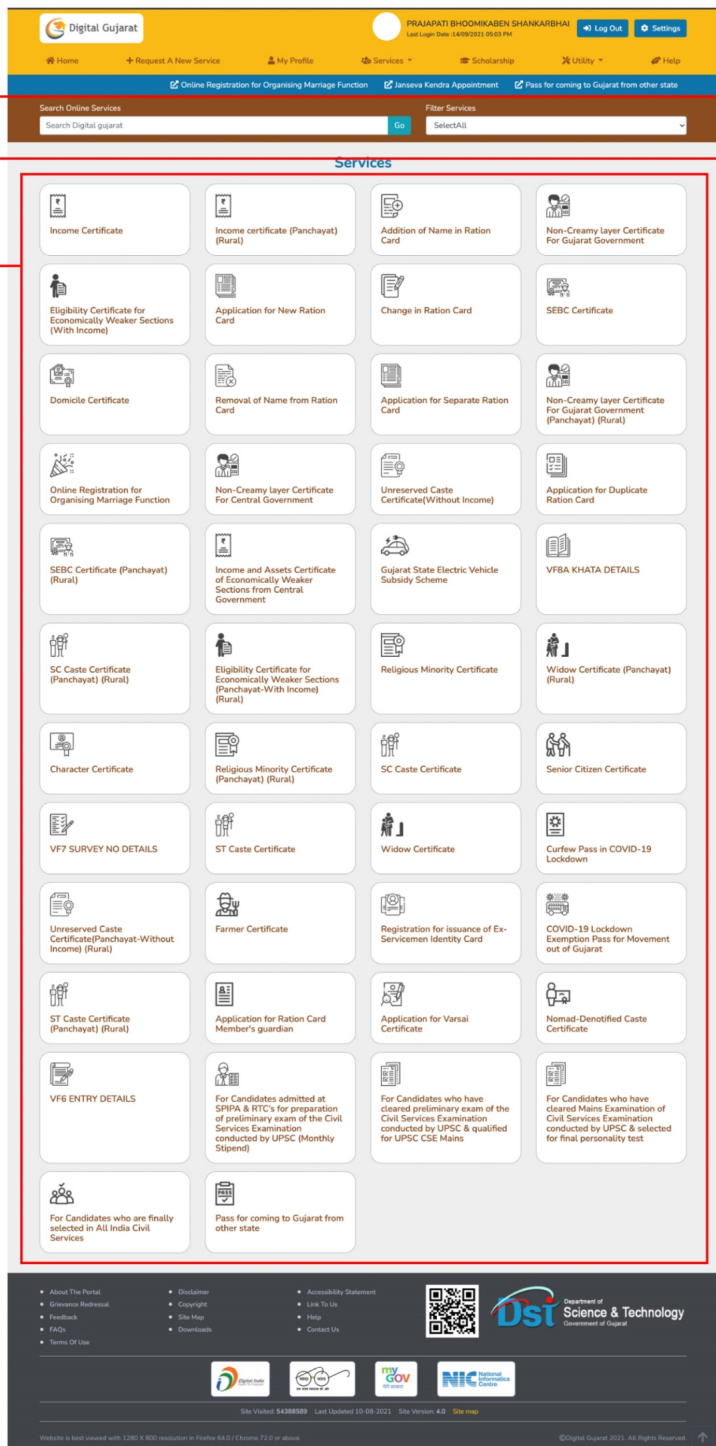 Digital Gujarat
PRAJAPATI BHOOMIKABEN SHANKARBHAI
Last Login Date :14/09/2021 05:03 PM
Log Out
Settings
Home
+ Request A New Service
My Profile
Services
Scholarship
Utility
Help
Online Registration for Organising Marriage Function
Janseva Kendra Appointment
Pass for coming to Gujarat from other state
Search Online Services
Filter Services
Search Digital gujarat
Go
SelectAll
Services
Income Certificate
Income certificate (Panchayat)
(Rural)
Addition of Name in Ration
Card
Non-Creamy layer Certificate
For Gujarat Government
Eligibility Certificate for
Economically Weaker Sections
(With Income)
Application for New Ration
Card
Change in Ration Card
SEBC Certificate
Domicile Certificate
Removal of Name from Ration
Card
Application for Separate Ration
Card
Non-Creamy layer Certificate
For Gujarat Government
(Panchayat) (Rural)
Online Registration for
Organising Marriage Function
Non-Creamy layer Certificate
For Central Government
Unreserved Caste
Certificate(Without Income)
Application for Duplicate
Ration Card
SEBC Certificate (Panchayat)
(Rural)
Income and Assets Certificate
of Economically Weaker
Sections from Central
Government
Gujarat State Electric Vehicle
Subsidy Scheme
VF8A KHATA DETAILS
SC Caste Certificate
(Panchayat) (Rural)
Eligibility Certificate for
Economically Weaker Sections
(Panchayat-With Income)
(Rural)
Religious Minority Certificate
Widow Certificate (Panchayat)
(Rural)
Character Certificate
Religious Minority Certificate
(Panchayat) (Rural)
SC Caste Certificate
Senior Citizen Certificate
VF7 SURVEY NO DETAILS
ST Caste Certificate
Widow Certificate
Curfew Pass in COVID-19
Lockdown
Unreserved Caste
Certificate(Panchayat-Without
Income) (Rural)
Farmer Certificate
Registration for issuance of Ex-
Servicemen Identity Card
COVID-19 Lockdown
Exemption Pass for Movement
out of Gujarat
ST Caste Certificate
(Panchayat) (Rural)
Application for Ration Card
Member's guardian
Application for Varsai
Certificate
Nomad-Denotified Caste
Certificate
VF6 ENTRY DETAILS
For Candidates admitted at
SPIPA & RTC's for preparation
of preliminary exam of the Civil
Services Examination
conducted by UPSC (Monthly
Stipend)
For Candidates who have
cleared preliminary exam of the
Civil Services Examination
conducted by UPSC & qualified
for UPSC CSE Mains
For Candidates who have
cleared Mains Examination of
Civil Services Examination
conducted by UPSC & selected
for final personality test
PASS
For Candidates who are finally
selected in All India Civil
Services
Pass for coming to Gujarat from
other state
About The Portal
Grievance Redressal
Feedback
FAQs
Terms Of Use
Disclaimer
Copyright
Site Map
Downloads
Accessibility Statement
Link To Us
Help
Contact Us
DST
Department of
Science & Technology
Government of Gujarat
Digital India
my
GOV
NIC National
Informatics
Centre
Site Visited: 54388589 Last Updated 10-08-2021 Site Version: 4.0 Site map
Website is best viewed with 1280 X 800 resolution in Firefox 64.0 / Chrome 72.0 or above.
©Digital Gujarat 2021. All Rights Reserved.